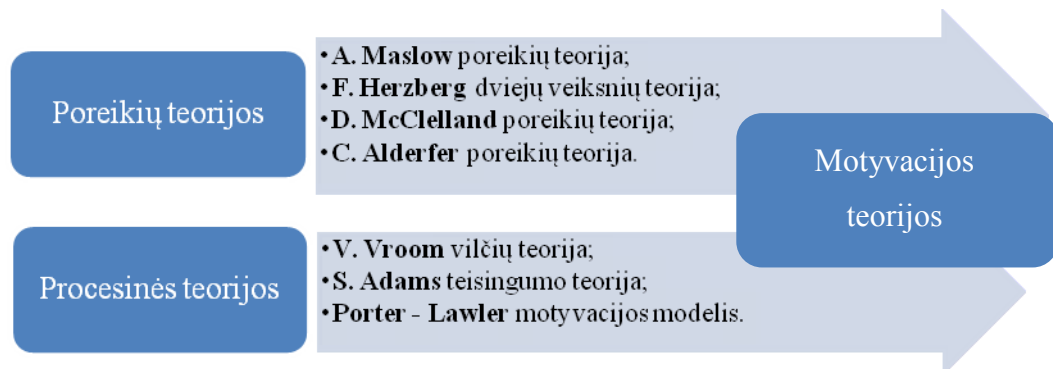 Poreikių teorijos
•A. Maslow poreikių teorija;
•F. Herzberg dviejų veiksnių teorija;
•D. McClelland poreikių teorija;
•C. Alderfer poreikių teorija.
Motyvacijos
teorijos
Procesinės teorijos
•V. Vroom vilčių teorija;
•S. Adams teisingumo teorija;
•Porter - Lawler motyvacijos modelis.